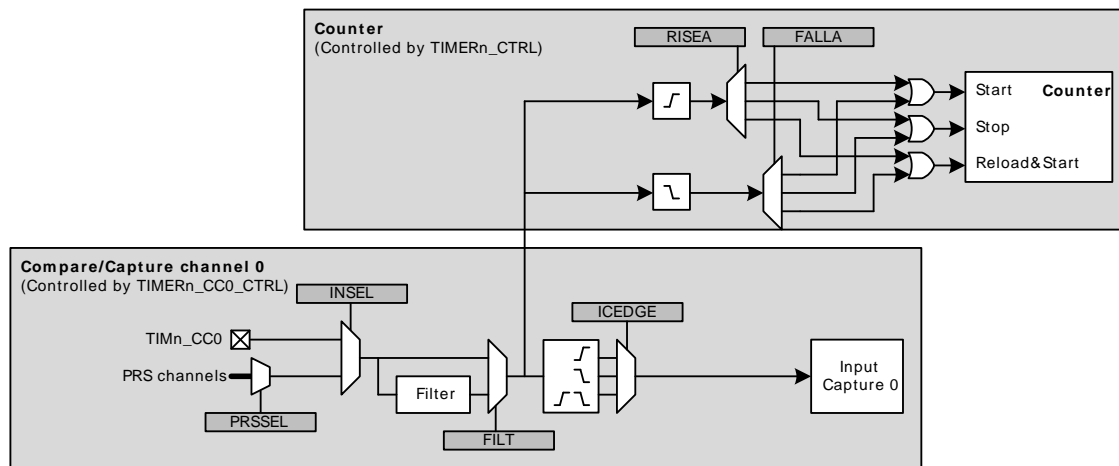 Counter
(Controlled by TIMERn_CTRL)
RISEA
FALLA
Start
Counter
Stop
Reload&Start
Compare/Capture channel 0
(Controlled by TIMERn_CC0_CTRL)
INSEL
ICEDGE
TIMn_CC0
PRS channels
Filter
Input
Capture 0
PRSSEL
FILT